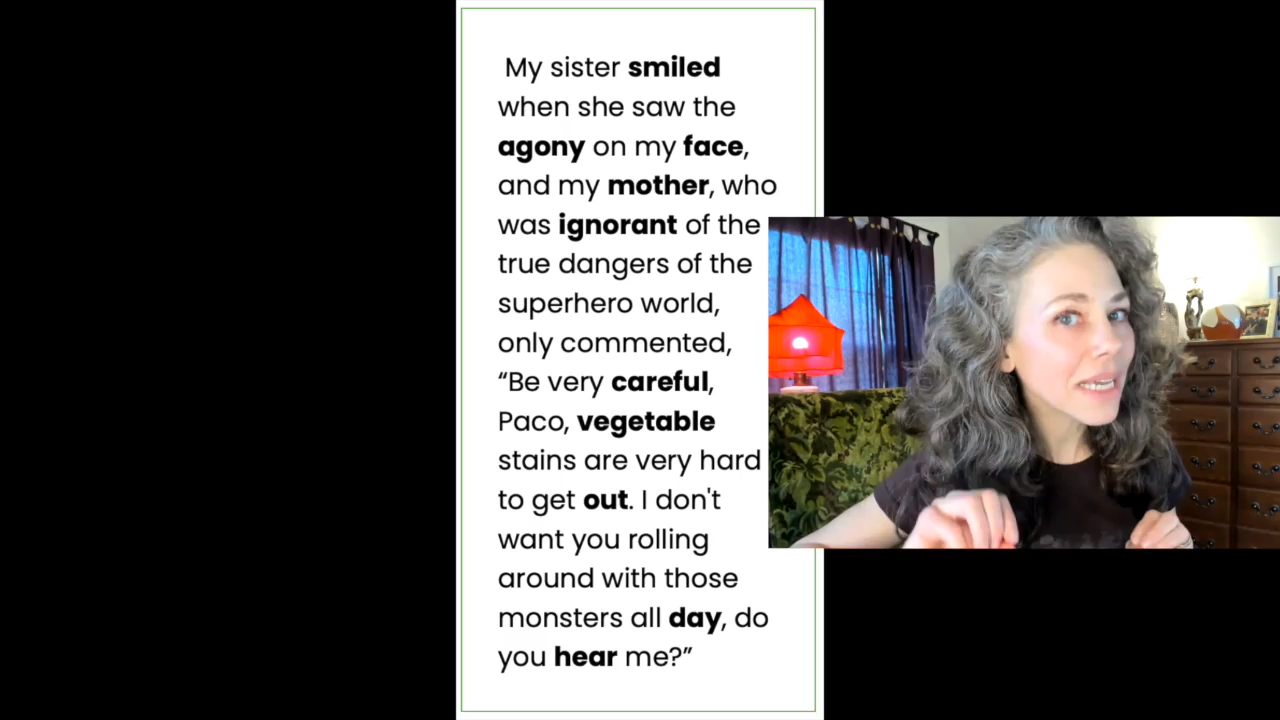 My sister smiled
when she saw the
agony on my face,
and my mother, who
was ignorant of the
true dangers of the
superhero world,
only commented,
“Be very careful,
Paco, vegetable
stains are very hard
to get out. I don't
want you rolling
around with those
monsters all day, do
you hear me?”